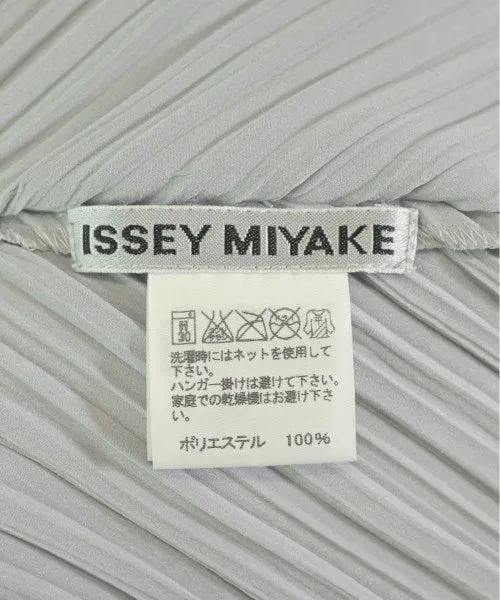 ISSEY MIYAKE
30
平
洗濯時にはネットを使用して
下さい。
ハンガー掛けは避けて下さい。
家庭での乾燥機はお避け下さ
い。
ポリエステル 100%